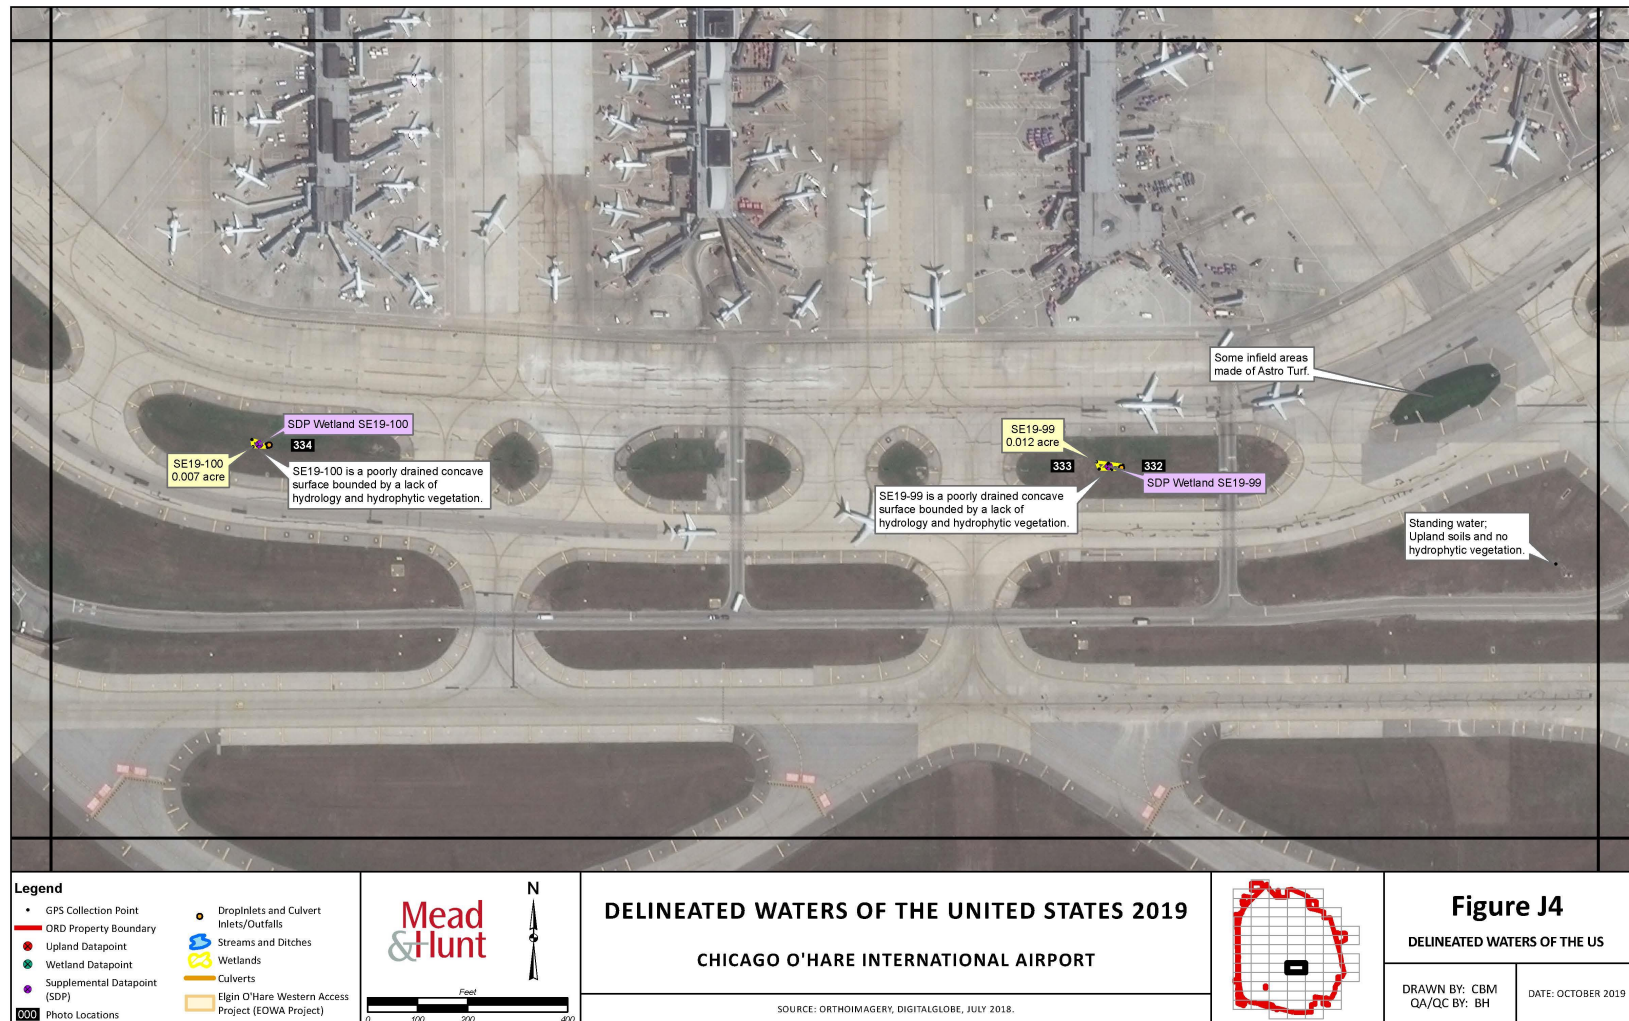 Some infield areas
made of Astro Turf.
SDP Wetland SE19-100
334
SE19-100
0.007 acre
SE19-100 is a poorly drained concave
surface bounded by a lack of
hydrology and hydrophytic vegetation.
SE19-99
0.012 acre
333
332
SDP Wetland SE19-99
SE19-99 is a poorly drained concave
surface bounded by a lack of
hydrology and hydrophytic vegetation.
Standing water;
Upland soils and no
hydrophytic vegetation.
Legend
GPS Collection Point
ORD Property Boundary
Upland Datapoint
Wetland Datapoint
Supplemental Datapoint
(SDP)
000 Photo Locations
DropInlets and Culvert
Inlets/Outfalls
Streams and Ditches
Wetlands
Culverts
Elgin O'Hare Western Access
Project (EOWA Project)
Mead
&Hunt
N
Feet
0 100 200 400
DELINEATED WATERS OF THE UNITED STATES 2019
CHICAGO O'HARE INTERNATIONAL AIRPORT
SOURCE: ORTHOIMAGERY, DIGITALGLOBE, JULY 2018.
Figure J4
DELINEATED WATERS OF THE US
DRAWN BY: CBM
QA/QC BY: BH
DATE: OCTOBER 2019